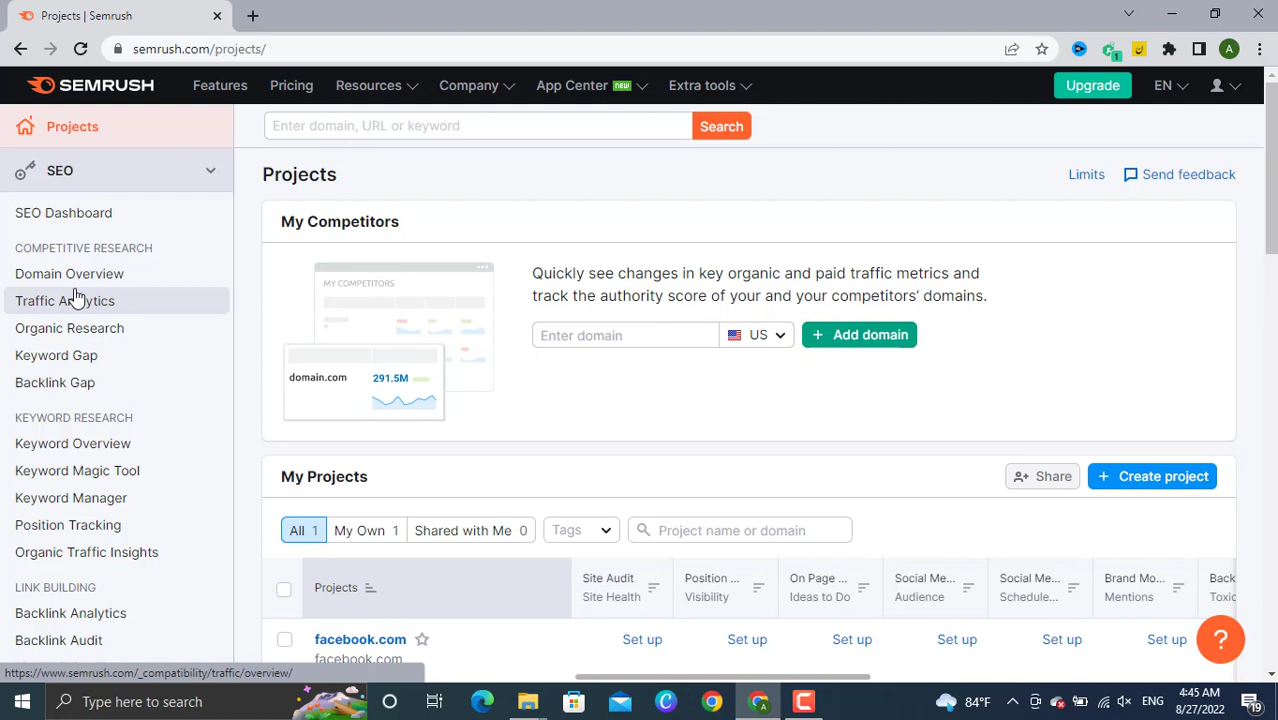 Projects | Semrush
semrush.com/projects/
A
SEMRUSH
Features Pricing Resources Company App Center NEW Extra tools Upgrade EN
Projects
Enter domain, URL or keyword Search
SEO
Projects
Limits Send feedback
SEO Dashboard
COMPETITIVE RESEARCH
Domain Overview
Traffic Analytics
Organic Research
Keyword Gap
Backlink Gap
KEYWORD RESEARCH
Keyword Overview
Keyword Magic Tool
Keyword Manager
Position Tracking
Organic Traffic Insights
LINK BUILDING
Backlink Analytics
Backlink Audit
https://www.semrush.com/_compatibility/traffic/overview/
My Competitors
MY COMPETITORS
domain.com 291.5M
Quickly see changes in key organic and paid traffic metrics and
track the authority score of your and your competitors' domains.
Enter domain US + Add domain
My Projects
Share + Create project
All 1 My Own 1 Shared with Me 0 Tags Project name or domain
Projects
Site Audit Position ... On Page ... Social Me... Social Me... Brand Mo... Back
Site Health Visibility Ideas to Do Audience Schedule... Mentions Toxic
facebook.com Set up Set up Set up Set up Set up Set up
facebook.com
?
Type here to search
84°F
ENG
4:45 AM
8/27/2022
19